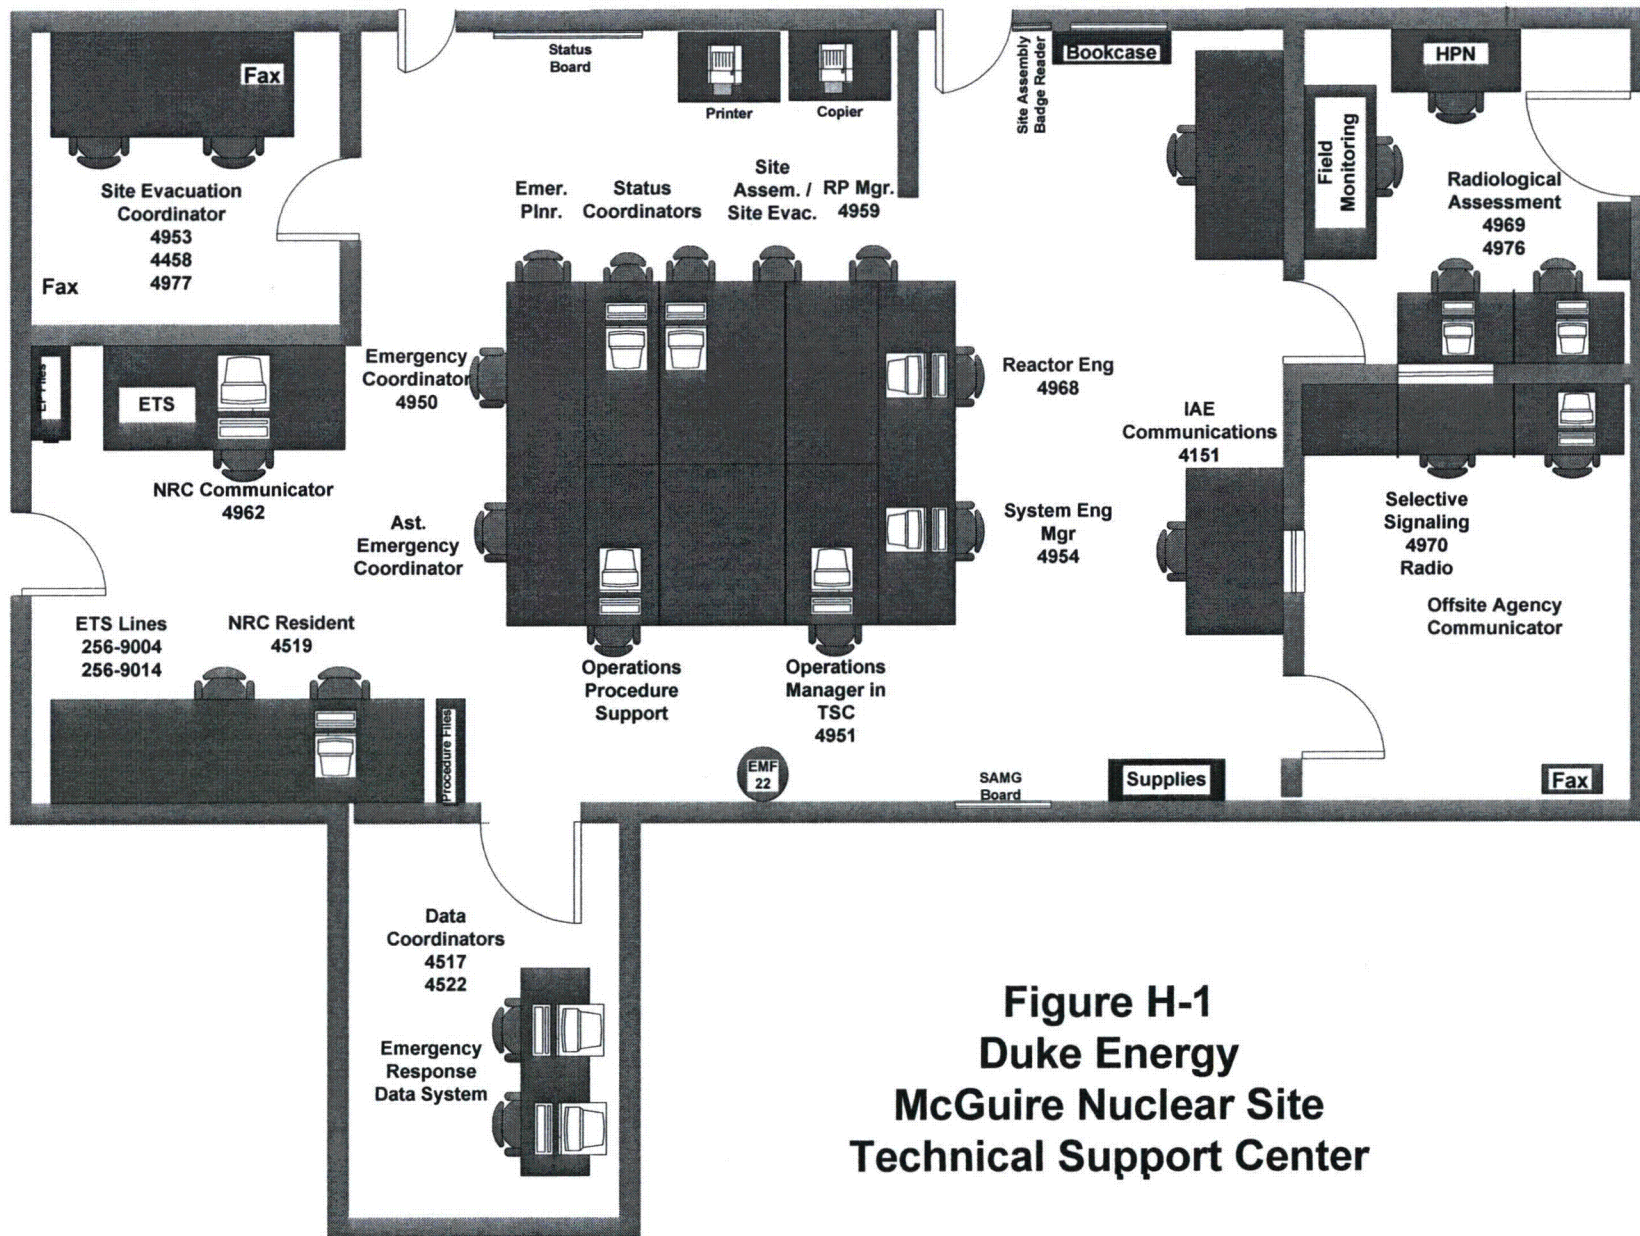 Fax
Site Evacuation
Coordinator
4953
4458
4977
Fax
Status
Board
Printer
Copier
Site Assembly
Badge Reader
Bookcase
HPN
Field
Monitoring
Radiological
Assessment
4969
4976
Emer.
Plnr.
Status
Coordinators
Site
Assem. /
Site Evac.
RP Mgr.
4959
EP Files
ETS
NRC Communicator
4962
Emergency
Coordinator
4950
Ast.
Emergency
Coordinator
Reactor Eng
4968
System Eng
Mgr
4954
IAE
Communications
4151
Selective
Signaling
4970
Radio
Offsite Agency
Communicator
ETS Lines
256-9004
256-9014
NRC Resident
4519
Procedure Files
Operations
Procedure
Support
Operations
Manager in
TSC
4951
EMF
22
SAMG
Board
Supplies
Fax
Data
Coordinators
4517
4522
Emergency
Response
Data System
Figure H-1
Duke Energy
McGuire Nuclear Site
Technical Support Center